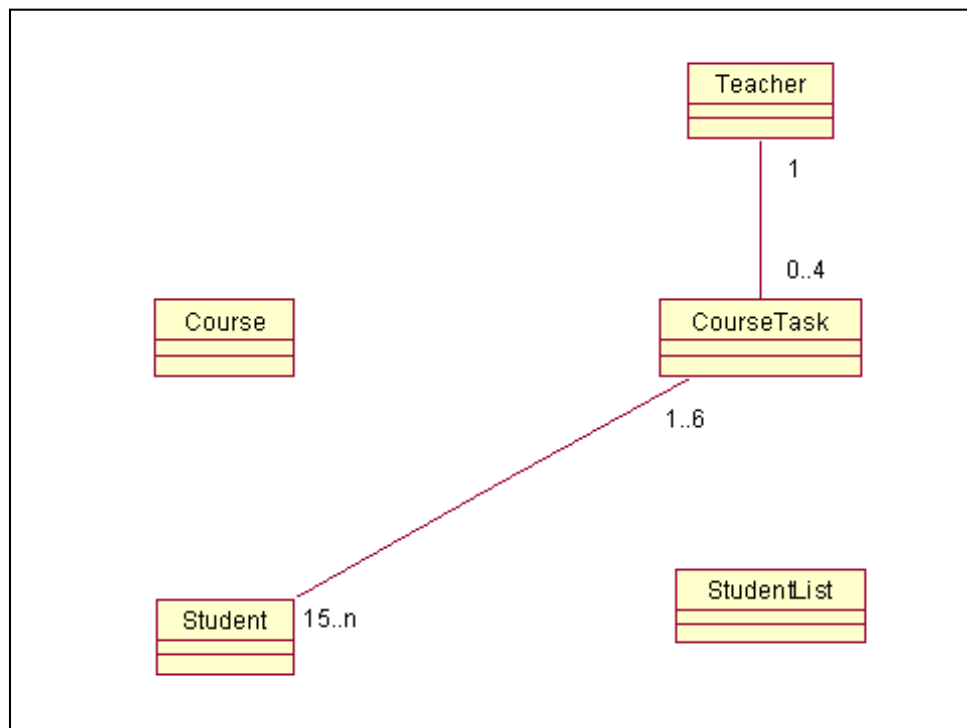 Teacher
1
0..4
Course
CourseTask
1..6
StudentList
Student
15..n